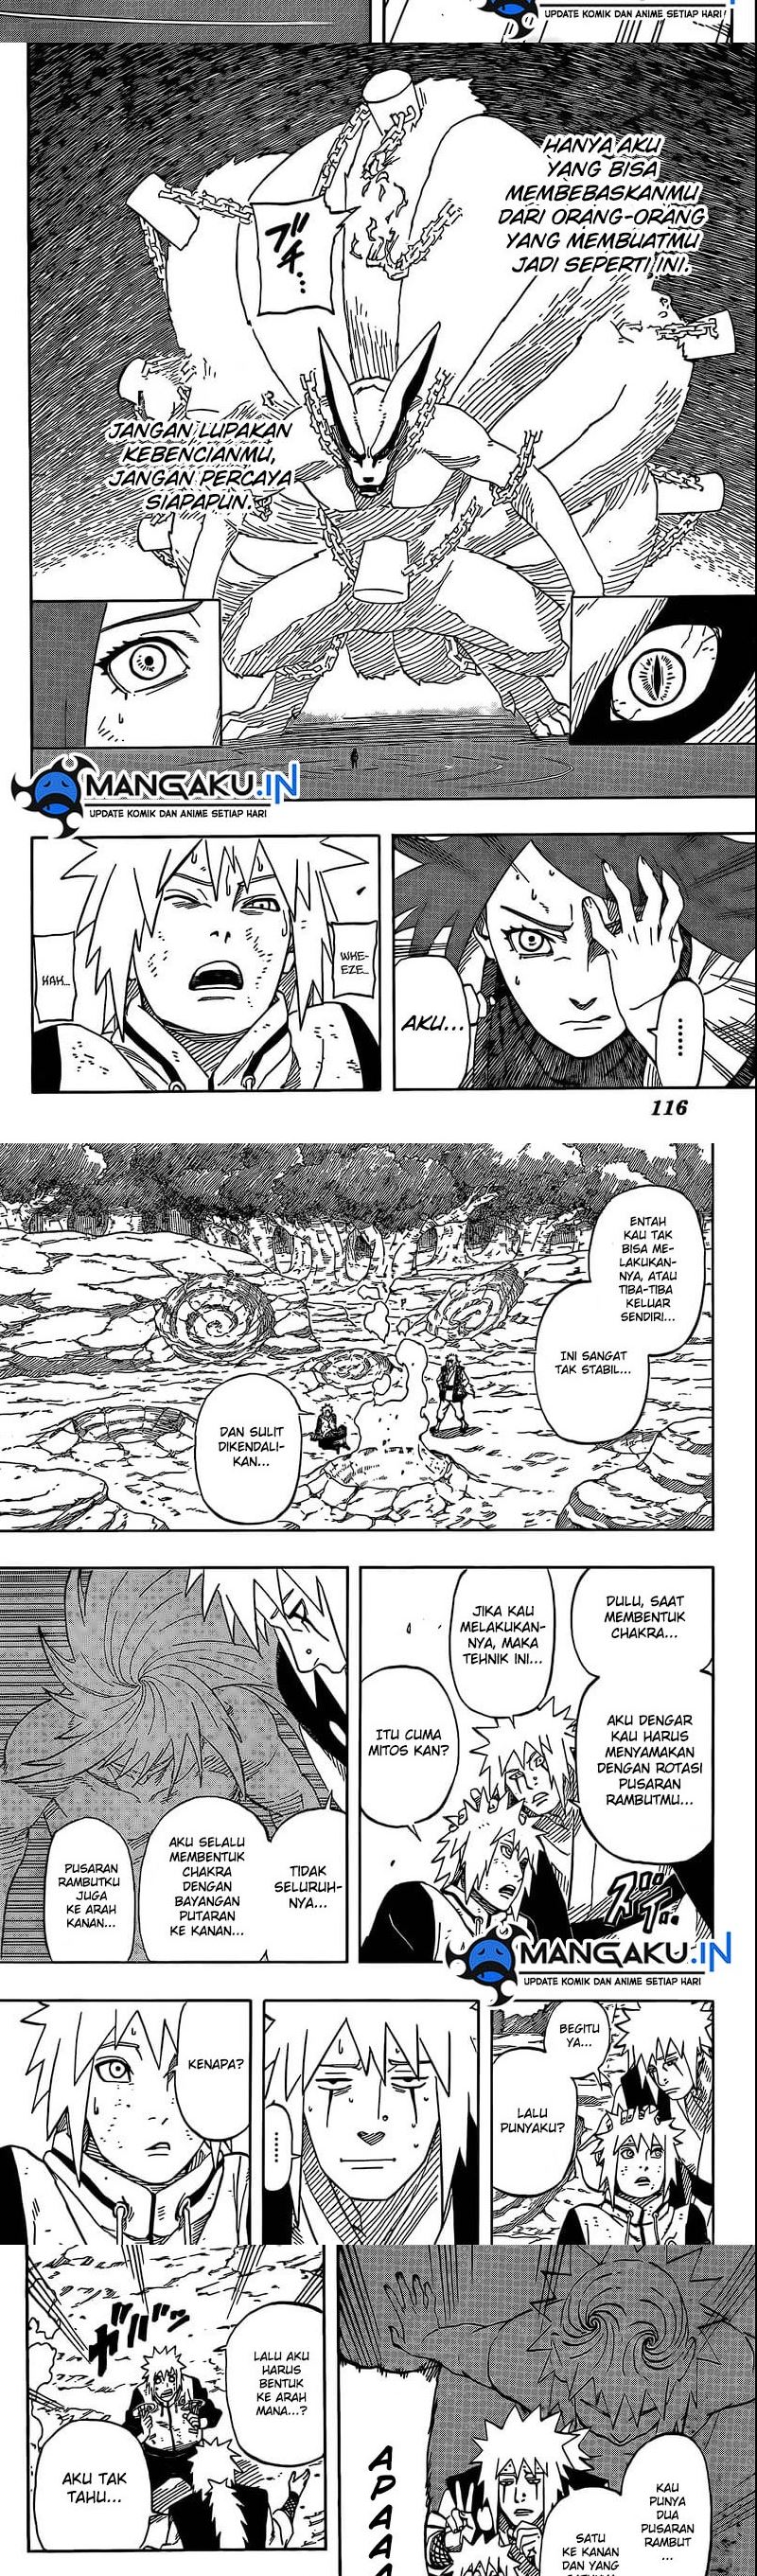 UPDATE KOMIK DAN ANIME SETIAP HARI!
HANYA AKU
YANG BISA
MEMBEBASKANMU
DARI ORANG-ORANG
YANG MEMBUATMU
JADI SEPERTI INI.
ブチ…
JANGAN LUPAKAN
KEBENCIANMU,
JANGAN PERCAYA
SIAPAPUN.
MANGAKU.IN
UPDATE KOMIK DAN ANIME SETIAP HARI
HAH...
WHE-
EZE...
AKU...
........
116
ENTAH
KAU TAK
BISA ME-
LAKUKAN-
NYA, ATAU
TIBA-TIBA
KELUAR
SENDIRI...
INI SANGAT
TAK STABIL...
DAN SULIT
DIKENDALI-
KAN...
DULU, SAAT
MEMBENTUK
CHAKRA...
AKU DENGAR
KAU HARUS
MENYAMAKAN
DENGAN ROTASI
PUSARAN
RAMBUTMU...
JIKA KAU
MELAKUKAN-
NYA, MAKA
TEHNIK INI...
ITU CUMA
MITOS KAN?
TIDAK
SELURUH-
NYA...
AKU SELALU
MEMBENTUK
CHAKRA
DENGAN
BAYANGAN
PUTARAN
KE KANAN...
PUSARAN
RAMBUTKU
JUGA
KE ARAH
KANAN...
MANGAKU.IN
UPDATE KOMIK DAN ANIME SETIAP HARI
BEGITU
YA...
LALU
PUNYAKU?
........
KENAPA?
LALU AKU
HARUS
BENTUK
KE ARAH
MANA...?
AKU TAK
TAHU...
KAU
PUNYA
DUA
PUSARAN
RAMBUT
...
SATU
KE KANAN
DAN YANG
APAAA